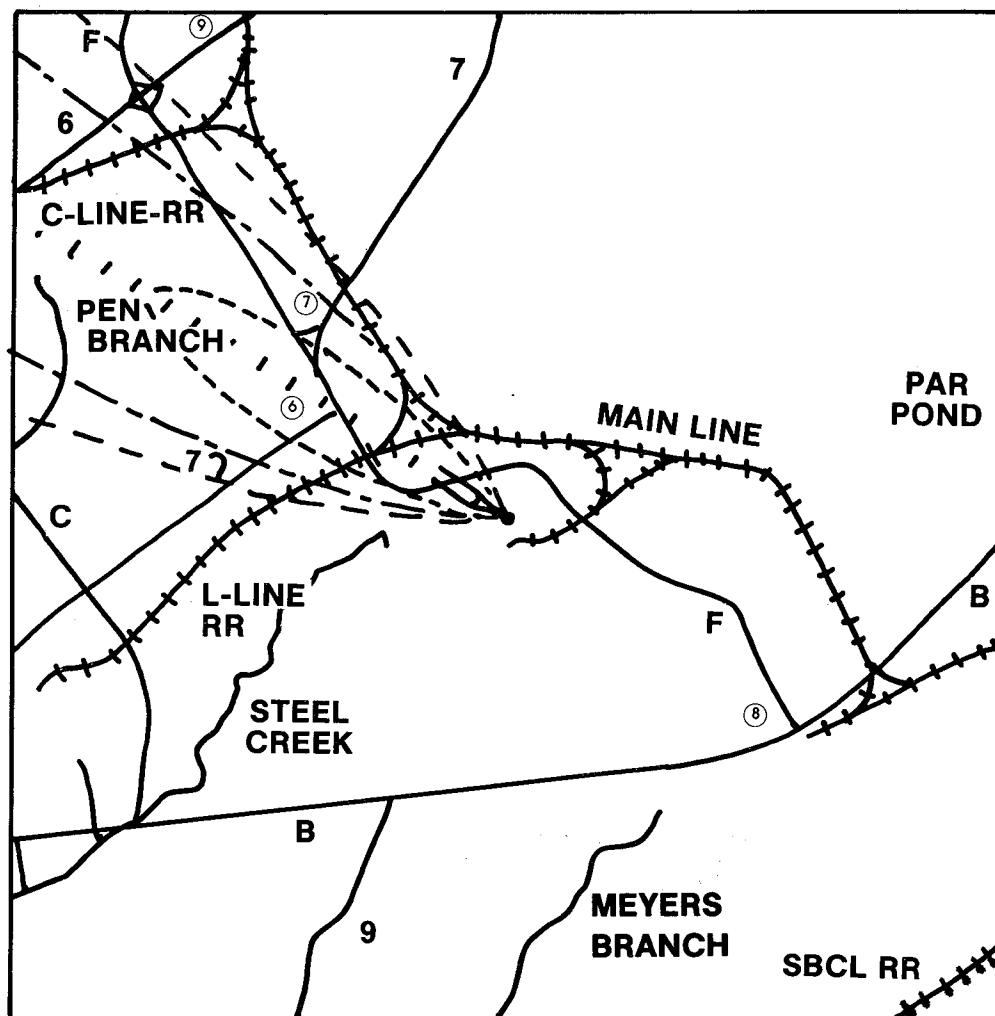 9
F
7
6
C-LINE-RR
7
PEN
BRANCH
PAR
POND
6
MAIN LINE
7
C
B
L-LINE
RR
F
STEEL
CREEK
8
B
MEYERS
BRANCH
9
SBCL RR